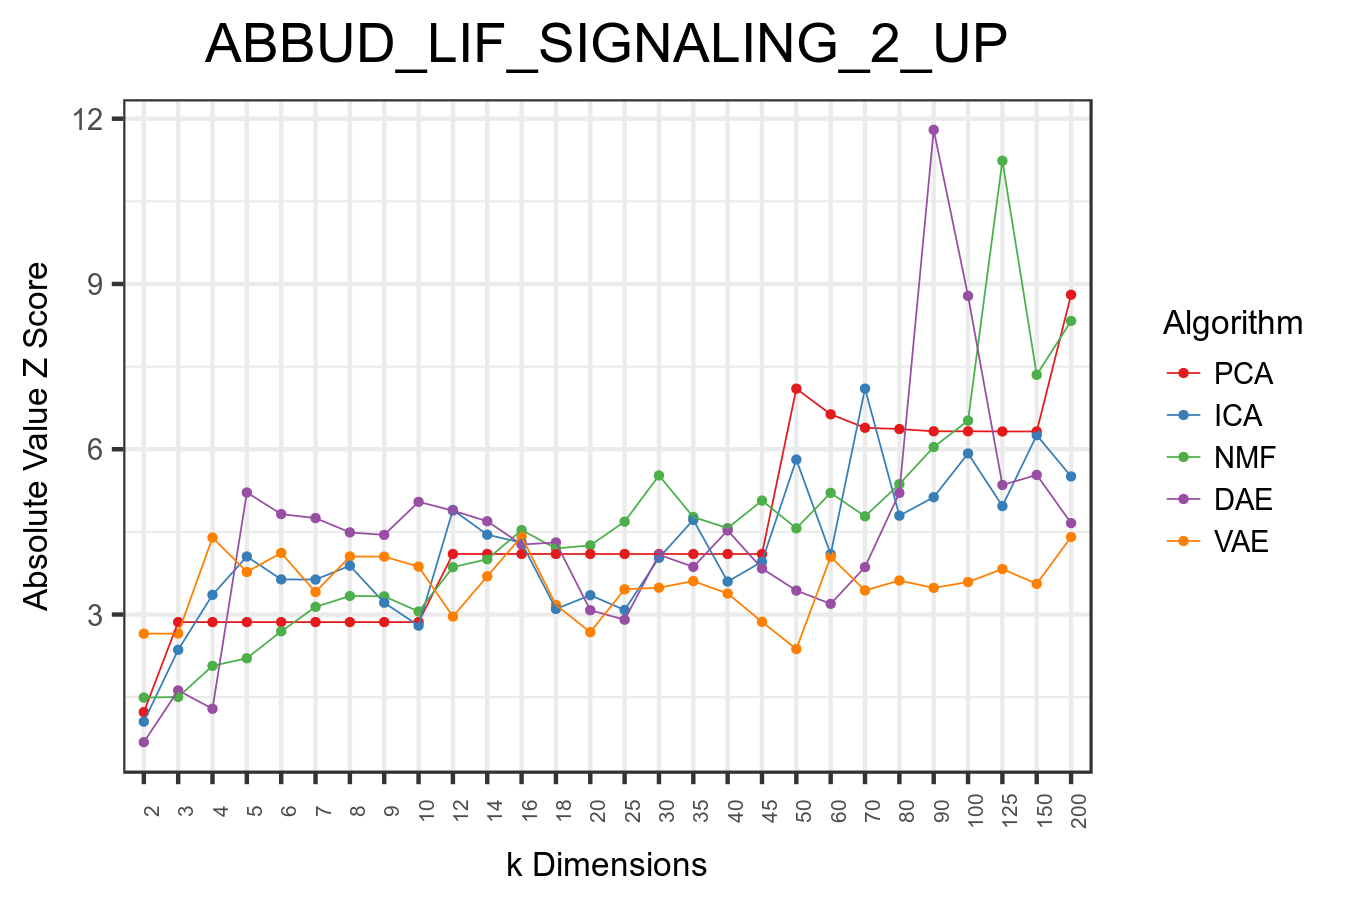 ABBUD_LIF_SIGNALING_2_UP
Absolute Value Z Score
12
9
6
3
2 3 4 5 6 7 8 9 10 12 14 16 18 20 25 30 35 40 45 50 60 70 80 90 100 125 150 200
k Dimensions
Algorithm
PCA
ICA
NMF
DAE
VAE